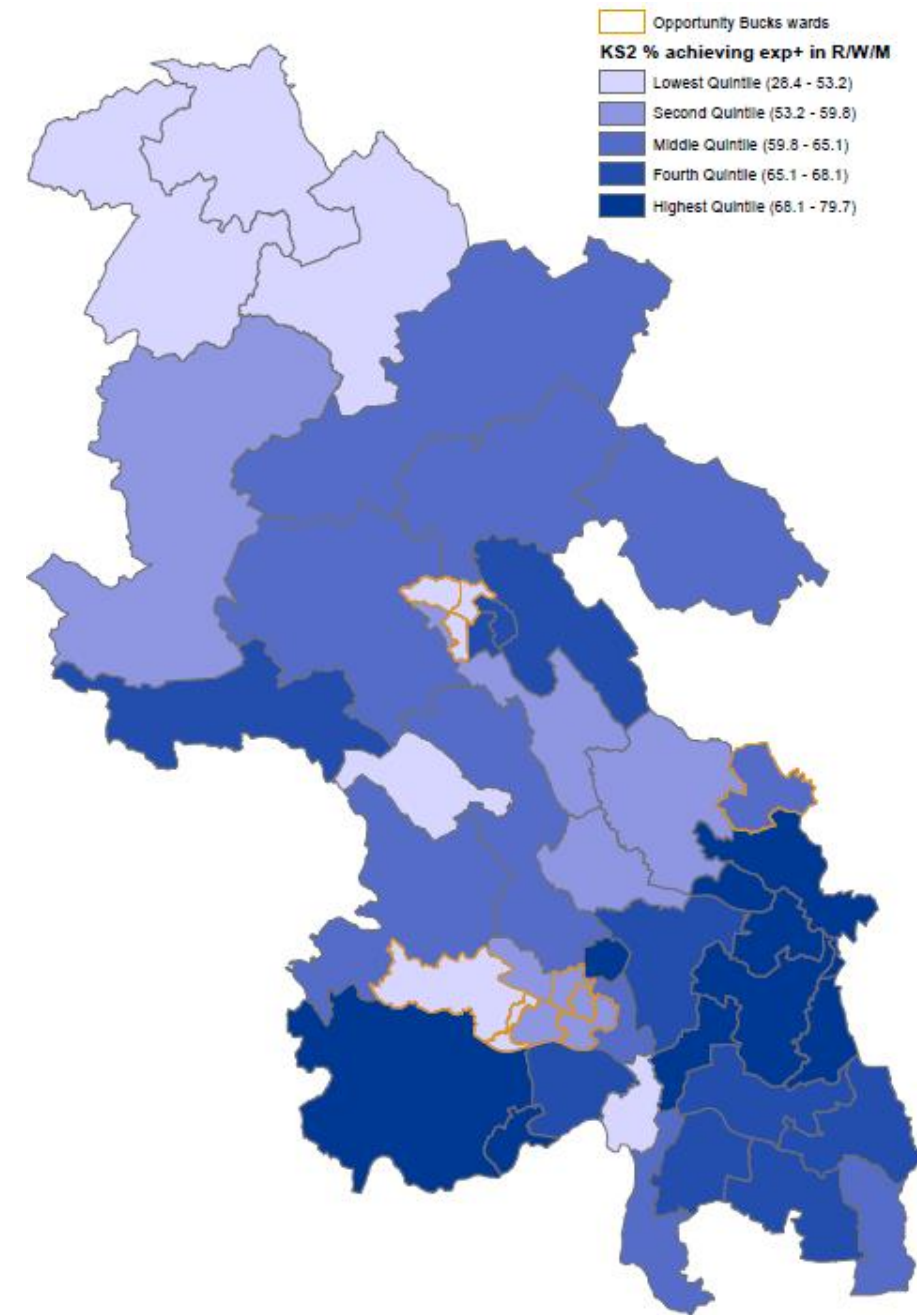 Opportunity Bucks wards
KS2 % achieving exp+ in R/W/M
Lowest Quintile (28.4 - 53.2)
Second Quintile (53.2 - 59.8)
Middle Quintile (59.8 - 65.1)
Fourth Quintile (65.1 - 68.1)
Highest Quintile (68.1 - 79.7)